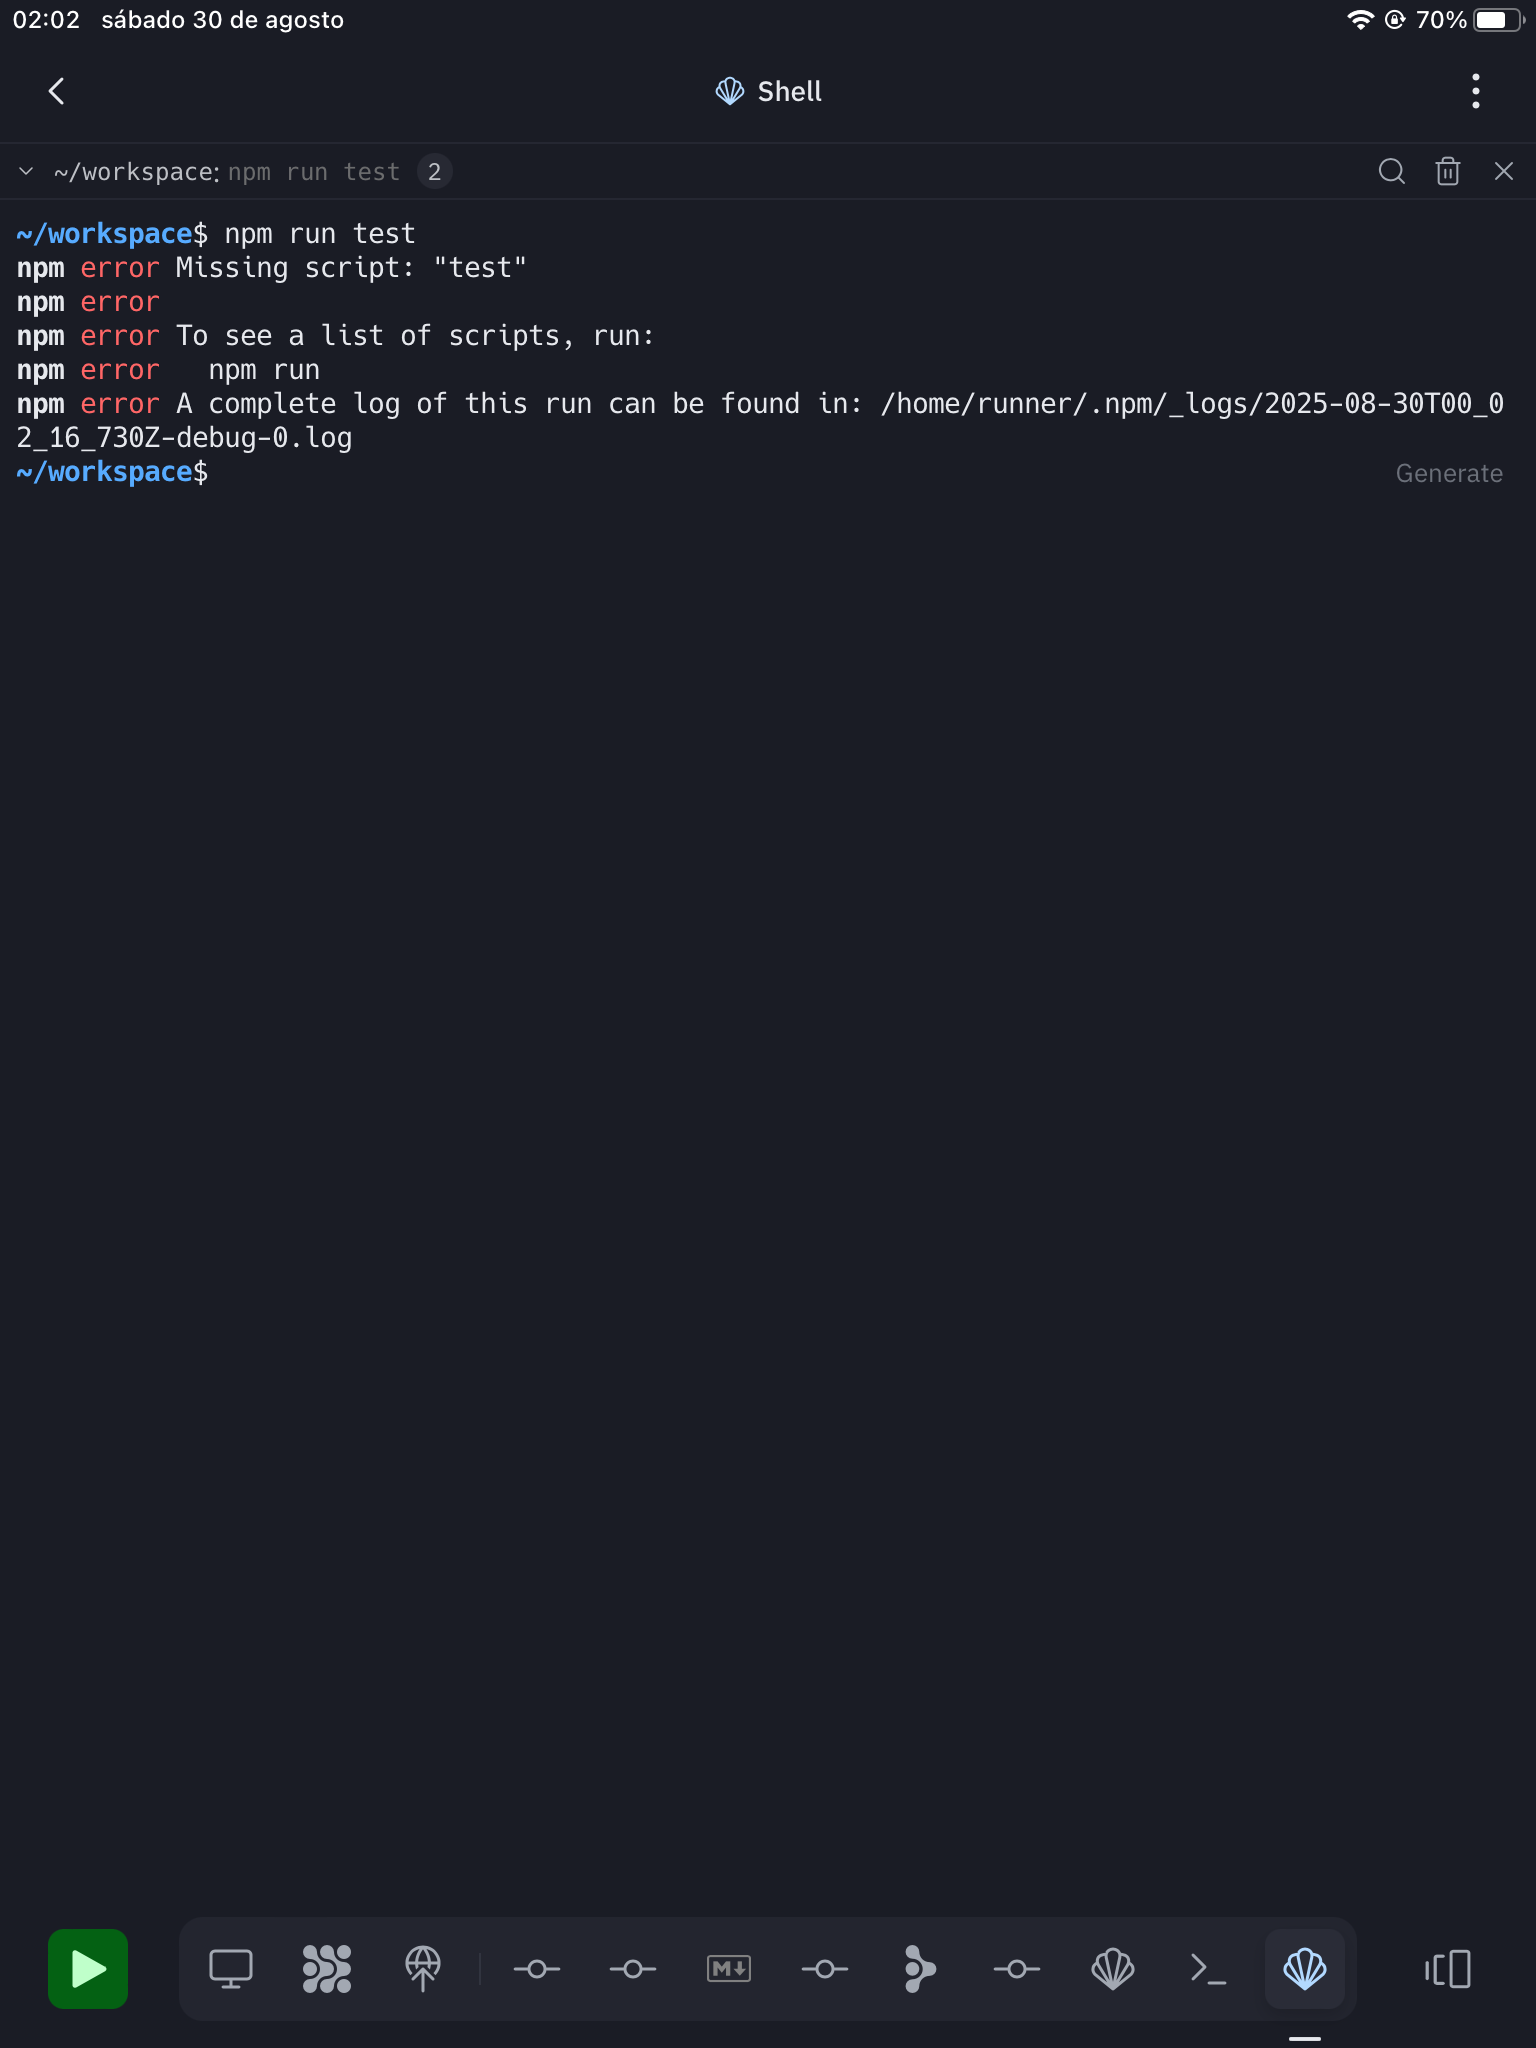 02:02 sábado 30 de agosto 70%
Shell
~/workspace: npm run test 2
~/workspace$ npm run test
npm error Missing script: "test"
npm error
npm error To see a list of scripts, run:
npm error   npm run
npm error A complete log of this run can be found in: /home/runner/.npm/_logs/2025-08-30T00_0
2_16_730Z-debug-0.log
~/workspace$ Generate
M